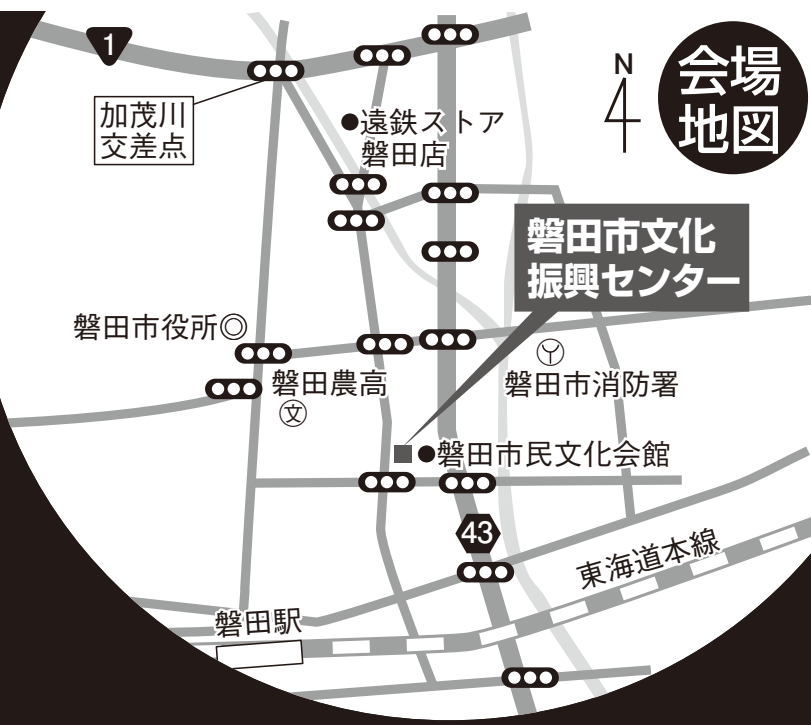 1
会場
地図
N
加茂川
交差点
遠鉄ストア
磐田店
磐田市文化
振興センター
磐田市役所
磐田農高
文
磐田市消防署
磐田市民文化会館
43
東海道本線
磐田駅